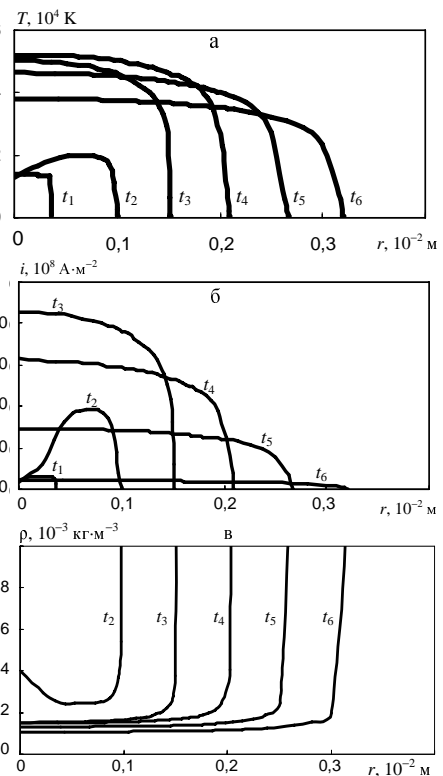 T, 10⁴ К
а
t₁ t₂ t₃ t₄ t₅ t₆
0 0,1 0,2 0,3 r, 10⁻² м
i, 10⁸ А·м⁻²
б
t₃
t₄
t₂
t₅
t₁
t₆
0 0,1 0,2 0,3 r, 10⁻² м
ρ, 10⁻³ кг·м⁻³
в
8
t₂ t₃ t₄ t₅ t₆
6
4
2
0
0 0,1 0,2 0,3 r, 10⁻² м